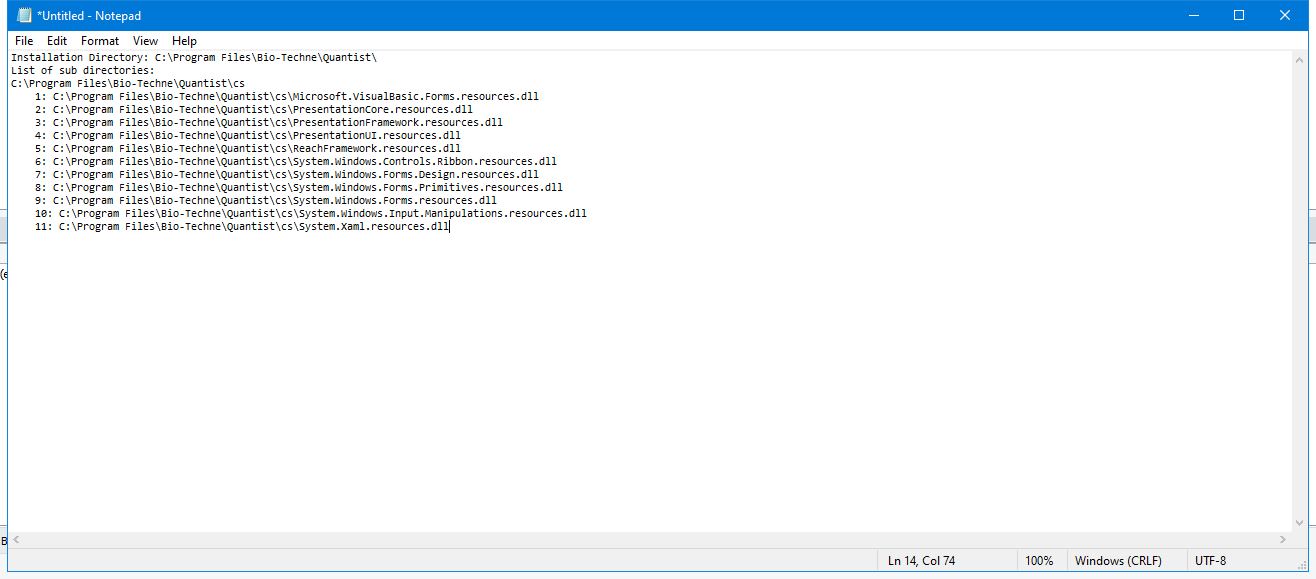 *Untitled - Notepad
File Edit Format View Help
Installation Directory: C:\Program Files\Bio-Techne\Quantist\
List of sub directories:
C:\Program Files\Bio-Techne\Quantist\cs
1: C:\Program Files\Bio-Techne\Quantist\cs\Microsoft.VisualBasic.Forms.resources.dll
2: C:\Program Files\Bio-Techne\Quantist\cs\PresentationCore.resources.dll
3: C:\Program Files\Bio-Techne\Quantist\cs\PresentationFramework.resources.dll
4: C:\Program Files\Bio-Techne\Quantist\cs\PresentationUI.resources.dll
5: C:\Program Files\Bio-Techne\Quantist\cs\ReachFramework.resources.dll
6: C:\Program Files\Bio-Techne\Quantist\cs\System.Windows.Controls.Ribbon.resources.dll
7: C:\Program Files\Bio-Techne\Quantist\cs\System.Windows.Forms.Design.resources.dll
8: C:\Program Files\Bio-Techne\Quantist\cs\System.Windows.Forms.Primitives.resources.dll
9: C:\Program Files\Bio-Techne\Quantist\cs\System.Windows.Forms.resources.dll
10: C:\Program Files\Bio-Techne\Quantist\cs\System.Windows.Input.Manipulations.resources.dll
11: C:\Program Files\Bio-Techne\Quantist\cs\System.Xaml.resources.dll
Ln 14, Col 74 100% Windows (CRLF) UTF-8